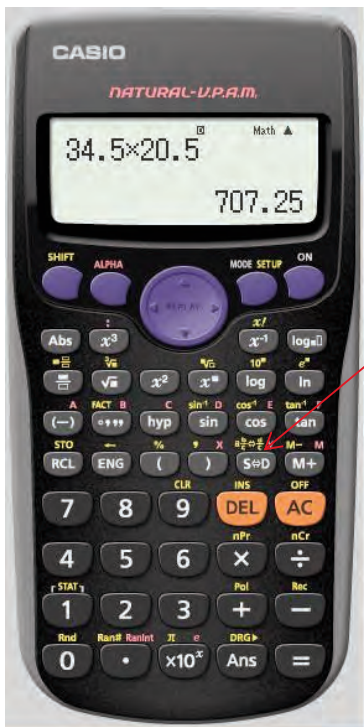 CASIO
NATURAL-V.P.A.M.
D Math ▲
34.5×20.5
707.25
SHIFT ALPHA MODE SETUP ON
REPLAY
: x!
Abs x³ x⁻¹ log
³√ ˣ√ 10■ e■
√■ x² x■ log ln
A FACT B C sin⁻¹ D cos⁻¹ E tan⁻¹ F
(−) °’” hyp sin cos tan
STO ← % , X a b/c⇔d/c M− M
RCL ENG ( ) S⇔D M+
CLR INS OFF
7 8 9 DEL AC
nPr nCr
4 5 6 × ÷
STAT Pol Rec
1 2 3 + −
Rnd Ran# RanInt π e DRG▶
0 • ×10ˣ Ans =